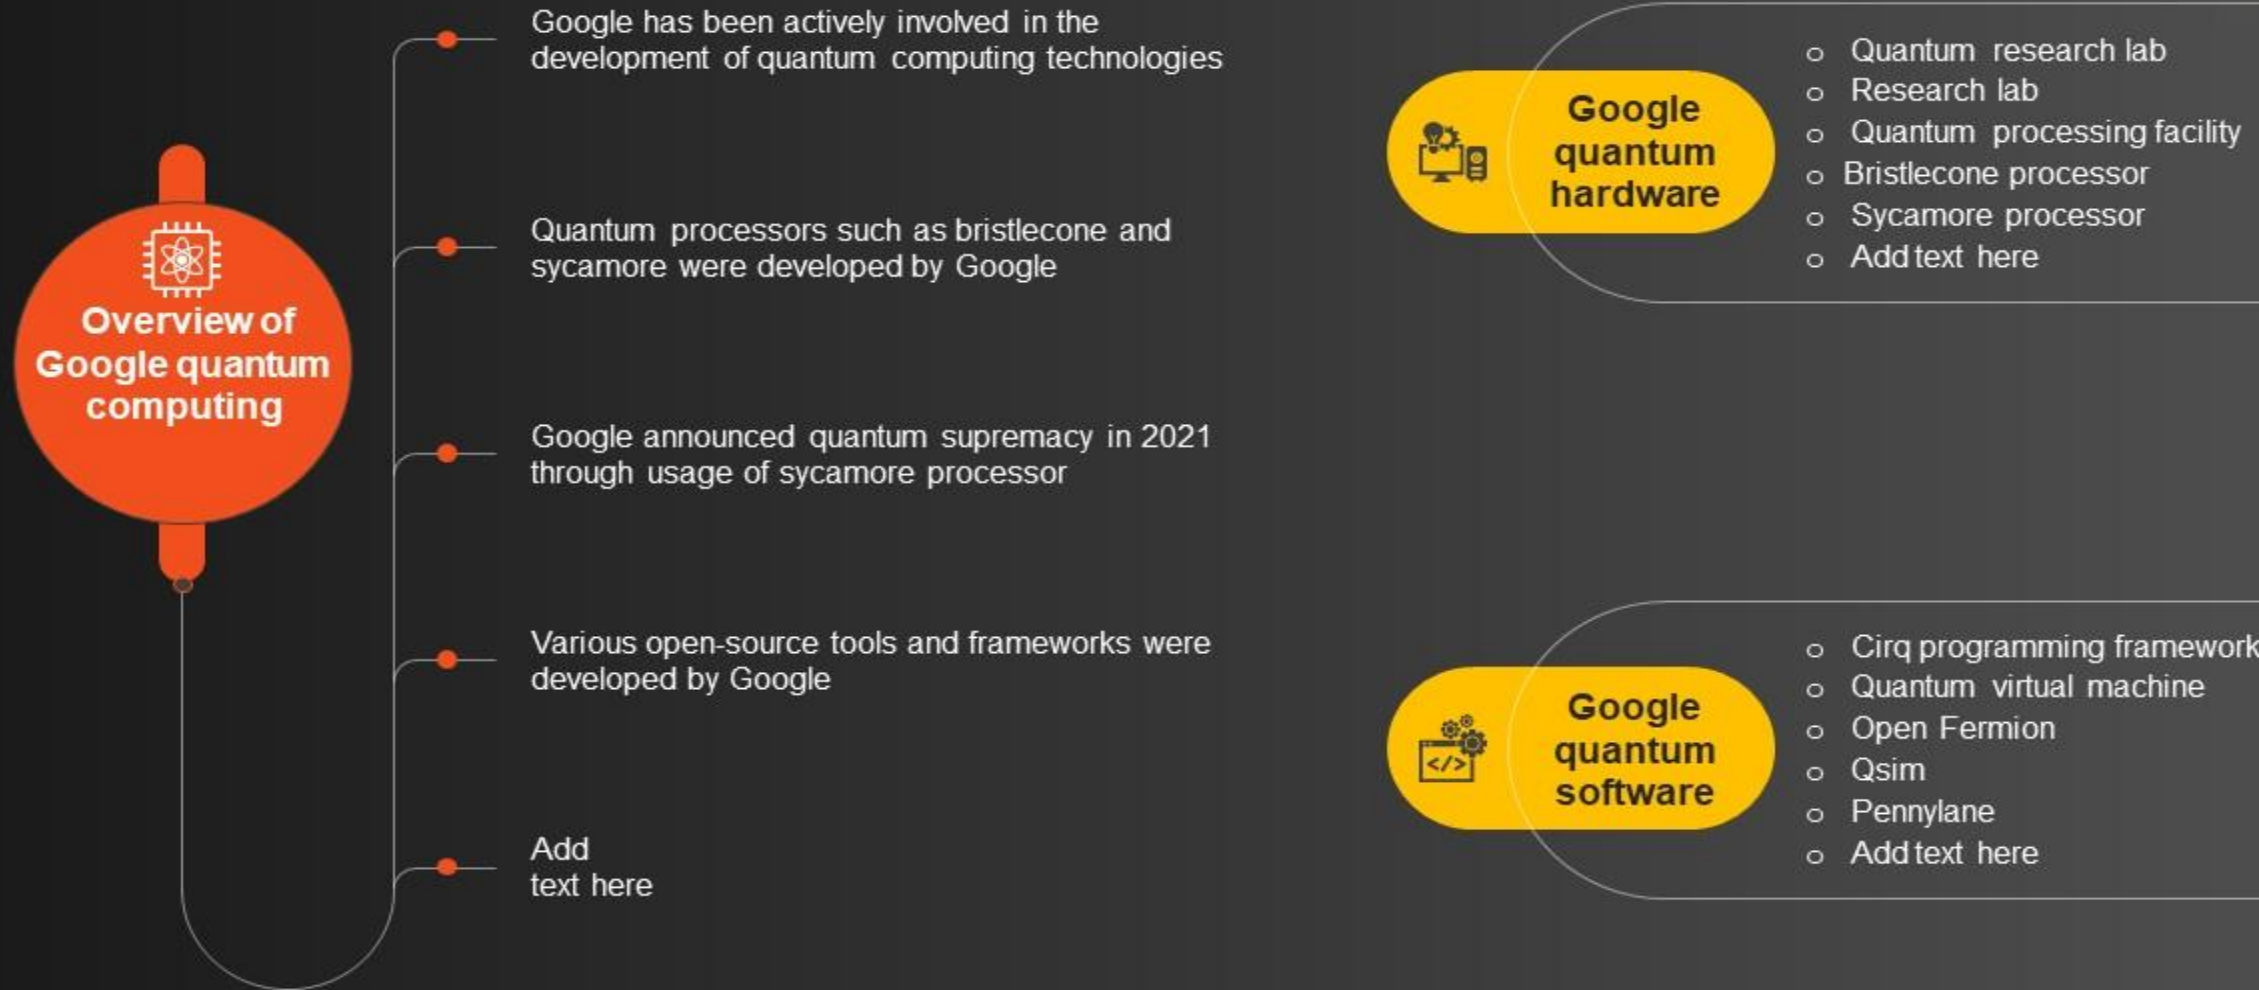 Overview of
Google quantum
computing
Google has been actively involved in the
development of quantum computing technologies
Quantum processors such as bristlecone and
sycamore were developed by Google
Google announced quantum supremacy in 2021
through usage of sycamore processor
Various open-source tools and frameworks were
developed by Google
Add
text here
Google
quantum
hardware
Quantum research lab
Research lab
Quantum processing facility
Bristlecone processor
Sycamore processor
Add text here
Google
quantum
software
</>
Cirq programming framework
Quantum virtual machine
Open Fermion
Qsim
Pennylane
Add text here